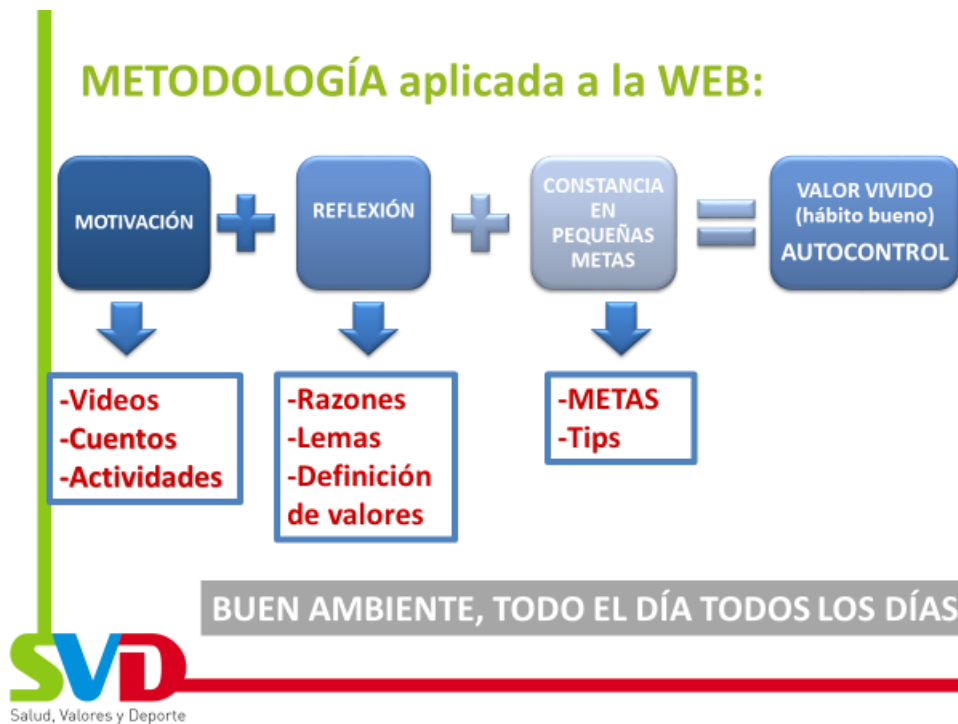 METODOLOGÍA aplicada a la WEB:
MOTIVACIÓN
REFLEXIÓN
CONSTANCIA
EN
PEQUEÑAS
METAS
VALOR VIVIDO
(hábito bueno)
AUTOCONTROL
-Videos
-Cuentos
-Actividades
-Razones
-Lemas
-Definición
de valores
-METAS
-Tips
BUEN AMBIENTE, TODO EL DÍA TODOS LOS DÍAS
SVD
Salud, Valores y Deporte